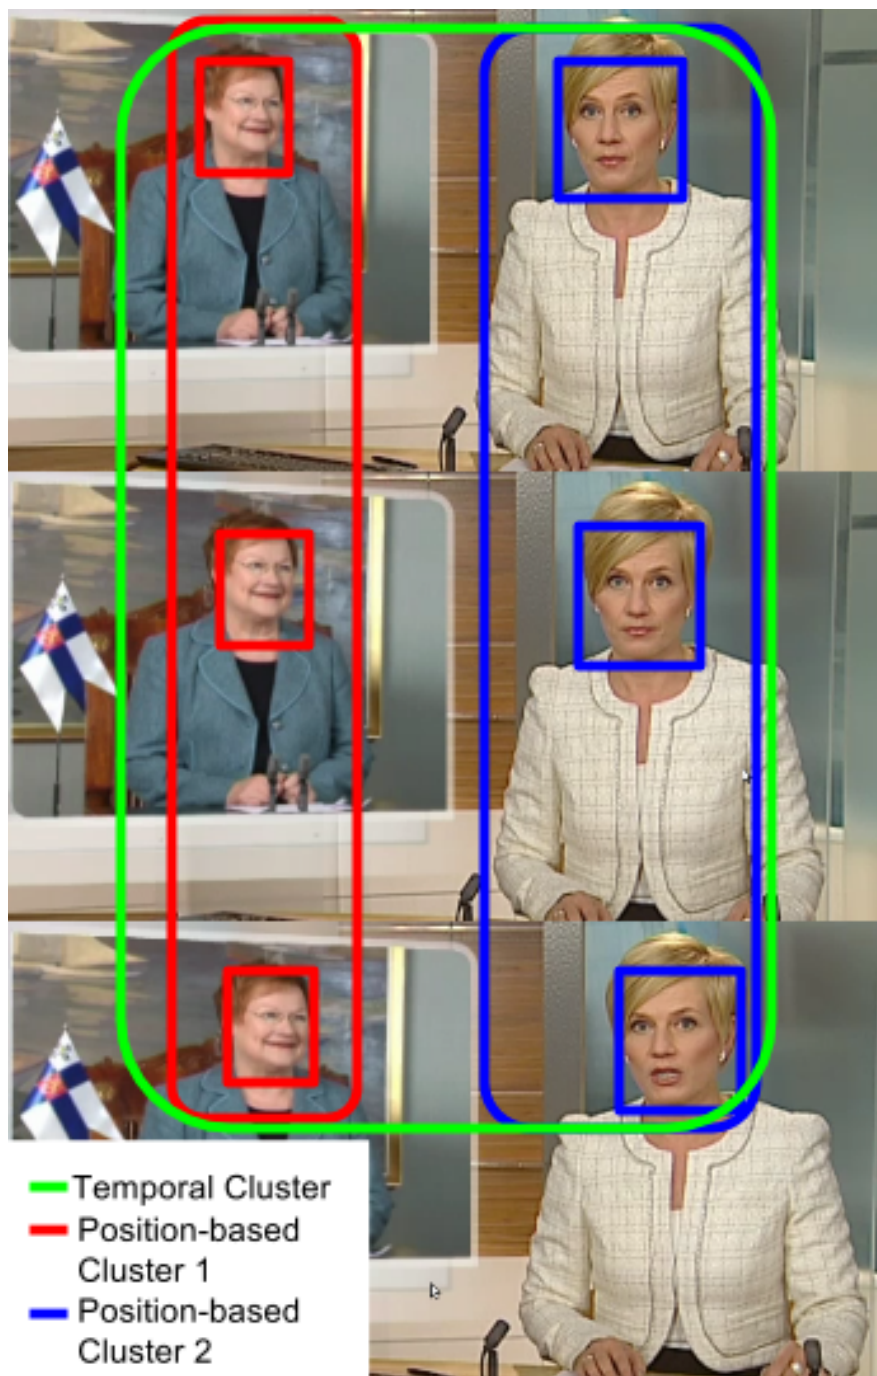 Temporal Cluster
Position-based
Cluster 1
Position-based
Cluster 2